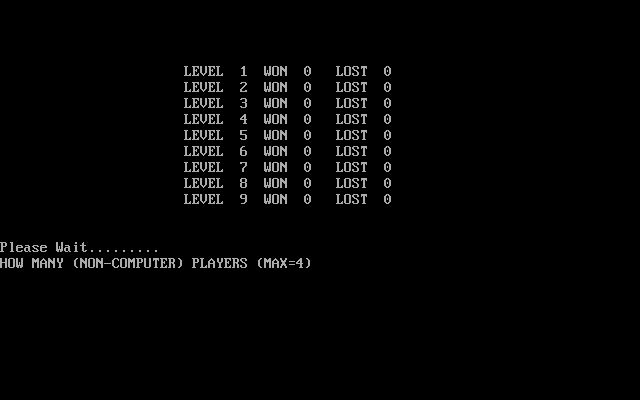 LEVEL  1  WON  0   LOST  0
LEVEL  2  WON  0   LOST  0
LEVEL  3  WON  0   LOST  0
LEVEL  4  WON  0   LOST  0
LEVEL  5  WON  0   LOST  0
LEVEL  6  WON  0   LOST  0
LEVEL  7  WON  0   LOST  0
LEVEL  8  WON  0   LOST  0
LEVEL  9  WON  0   LOST  0
Please Wait.........
HOW MANY (NON-COMPUTER) PLAYERS (MAX=4)